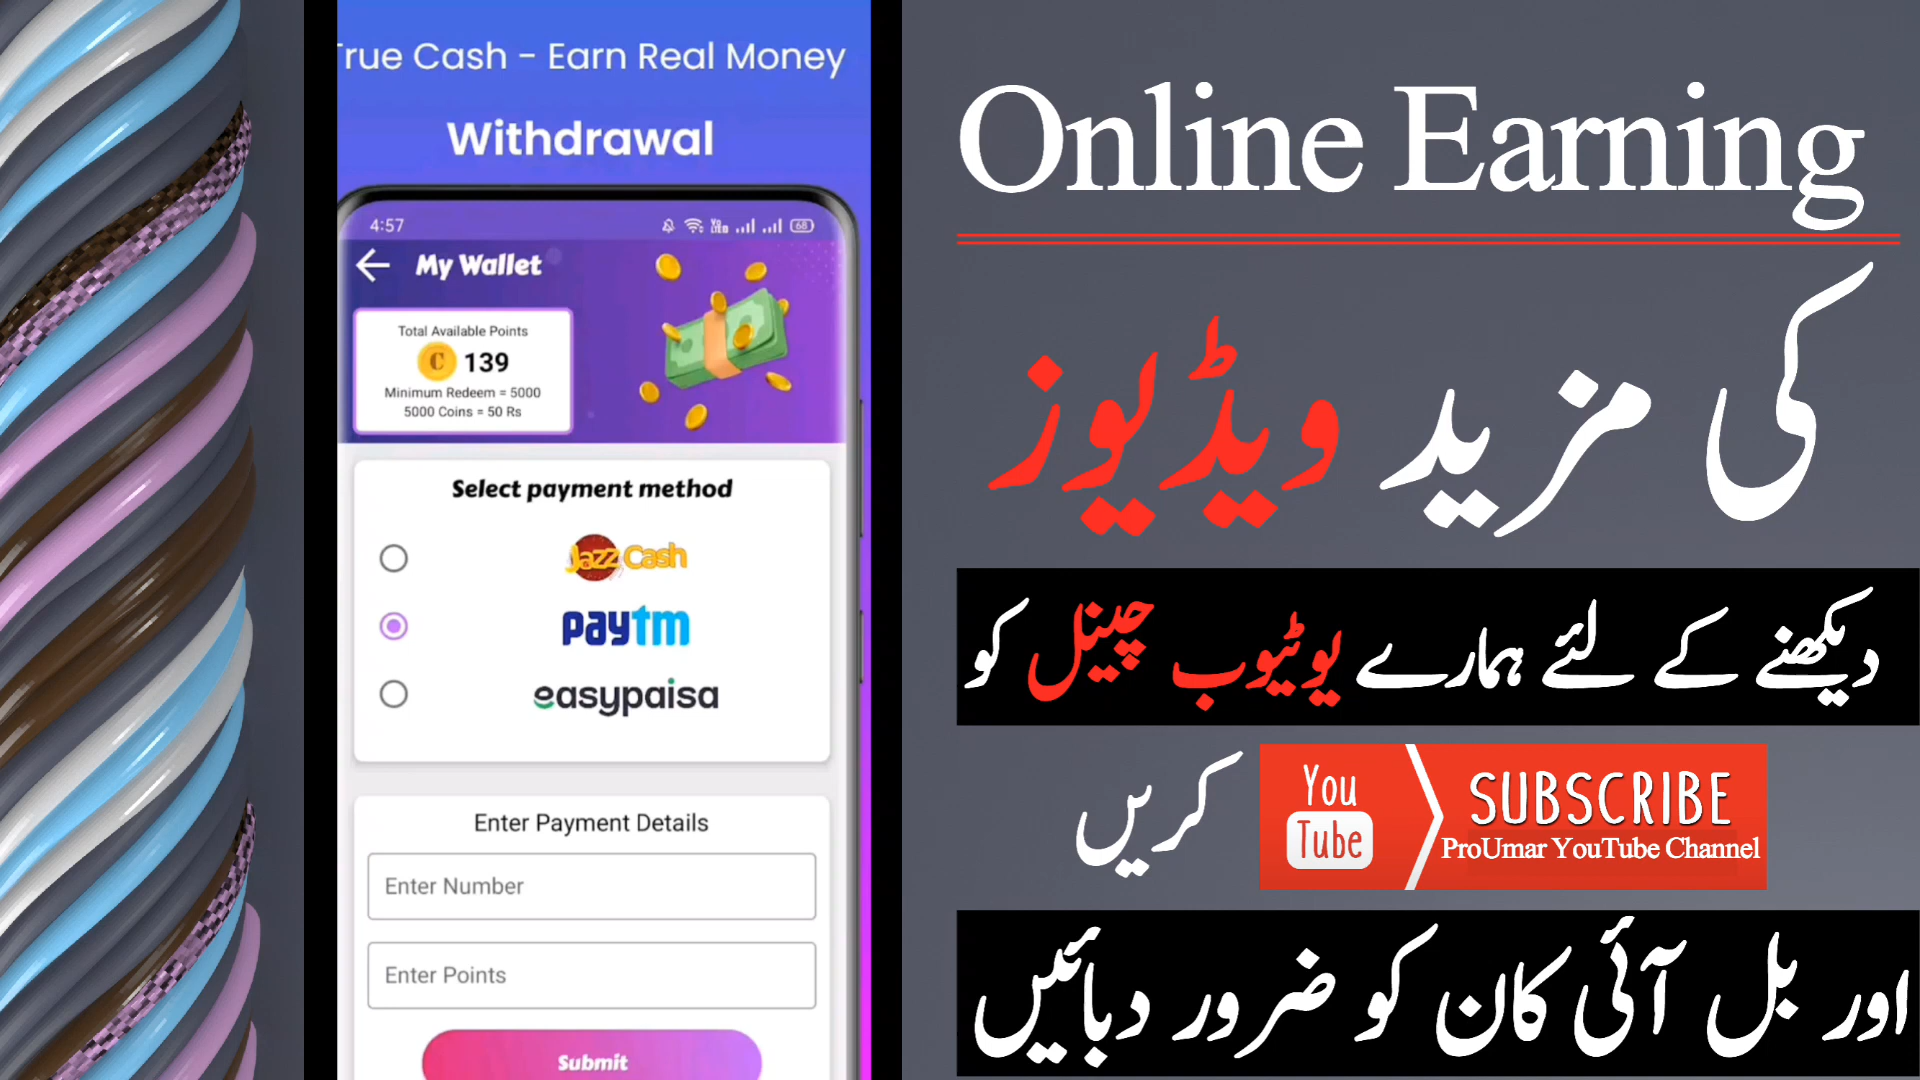 True Cash - Earn Real Money
Withdrawal
4:57
68
My Wallet
Total Available Points
C 139
Minimum Redeem = 5000
5000 Coins = 50 Rs
Select payment method
JazzCash
paytm
easypaisa
Enter Payment Details
Enter Number
Enter Points
Submit
Online Earning
کی مزید ویڈیوز
دیکھنے کے لئے ہمارے یوٹیوب چینل کو
You Tube SUBSCRIBE کریں
ProUmar YouTube Channel
اور بل آئی کان کو ضرور دبائیں